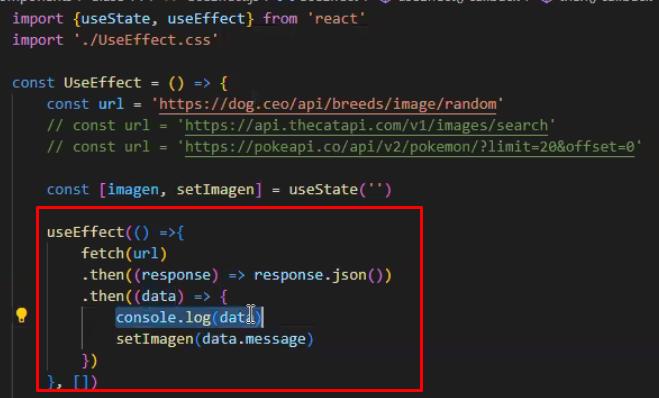 import {useState, useEffect} from 'react'
import './UseEffect.css'
const UseEffect = () => {
const url = 'https://dog.ceo/api/breeds/image/random'
// const url = 'https://api.thecatapi.com/v1/images/search'
// const url = 'https://pokeapi.co/api/v2/pokemon/?limit=20&offset=0'
const [imagen, setImagen] = useState('')
useEffect(() =>{
fetch(url)
.then((response) => response.json())
.then((data) => {
console.log(data)
setImagen(data.message)
})
}, [])